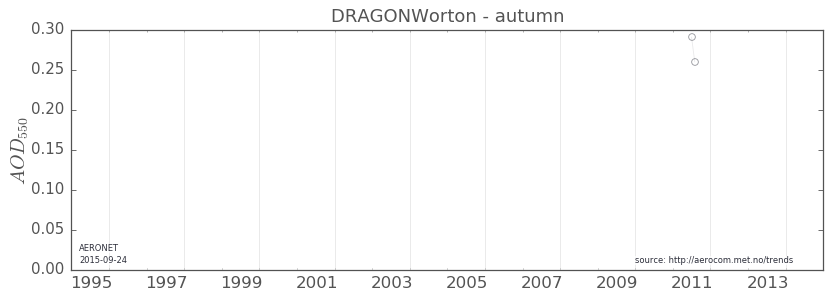 DRAGONWorton - autumn
0.30
0.25
0.20
0.15
0.10
0.05
0.00
AOD550
AERONET
2015-09-24
source: http://aerocom.met.no/trends
1995 1997 1999 2001 2003 2005 2007 2009 2011 2013